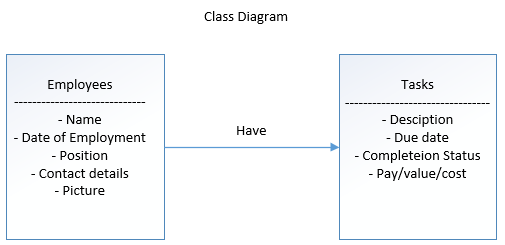 Class Diagram
Employees
------------------------------
- Name
- Date of Employment
- Position
- Contact details
- Picture
Have
Tasks
---------------------------------
- Desciption
- Due date
- Completeion Status
- Pay/value/cost